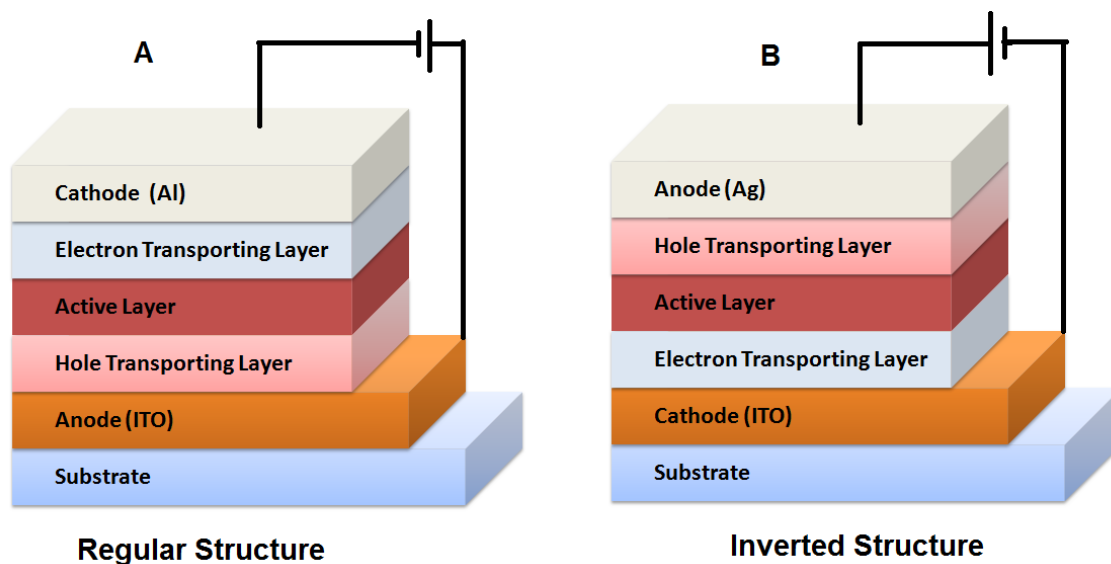 A
Cathode (Al)
Electron Transporting Layer
Active Layer
Hole Transporting Layer
Anode (ITO)
Substrate
Regular Structure
B
Anode (Ag)
Hole Transporting Layer
Active Layer
Electron Transporting Layer
Cathode (ITO)
Substrate
Inverted Structure